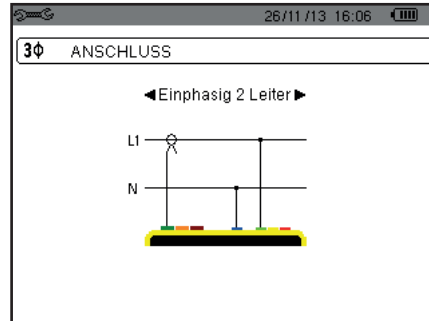 26/11/13 16:06
3Φ ANSCHLUSS
◄Einphasig 2 Leiter►
L1
N